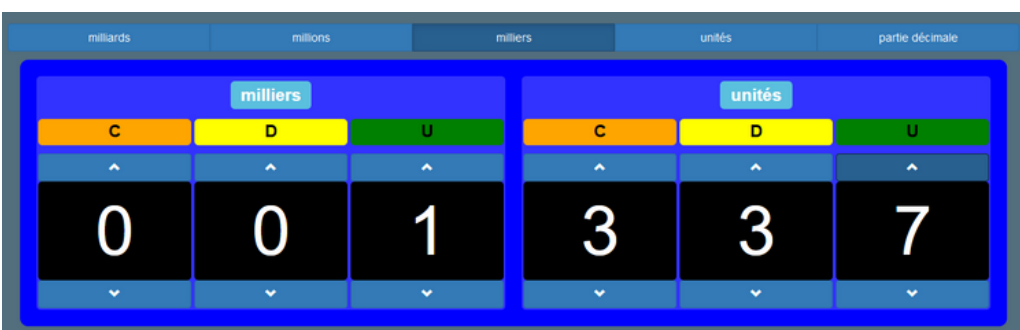 milliards millions milliers unités partie décimale
milliers unités
C D U C D U
0 0 1 3 3 7